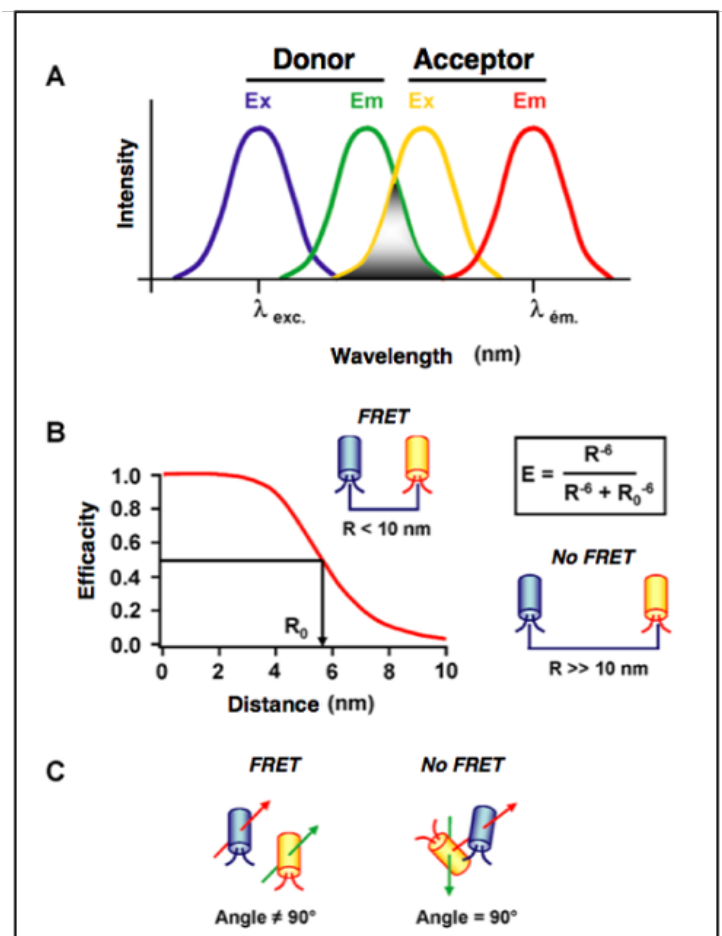 A
Donor Acceptor
Ex Em Ex Em
Intensity
λ exc. λ ém.
Wavelength (nm)
B
FRET
R < 10 nm
E = R⁻⁶ / R⁻⁶ + R₀⁻⁶
No FRET
R >> 10 nm
Efficacity
1.0
0.8
0.6
0.4
0.2
0.0
R₀
0 2 4 6 8 10
Distance (nm)
C
FRET No FRET
Angle ≠ 90° Angle = 90°